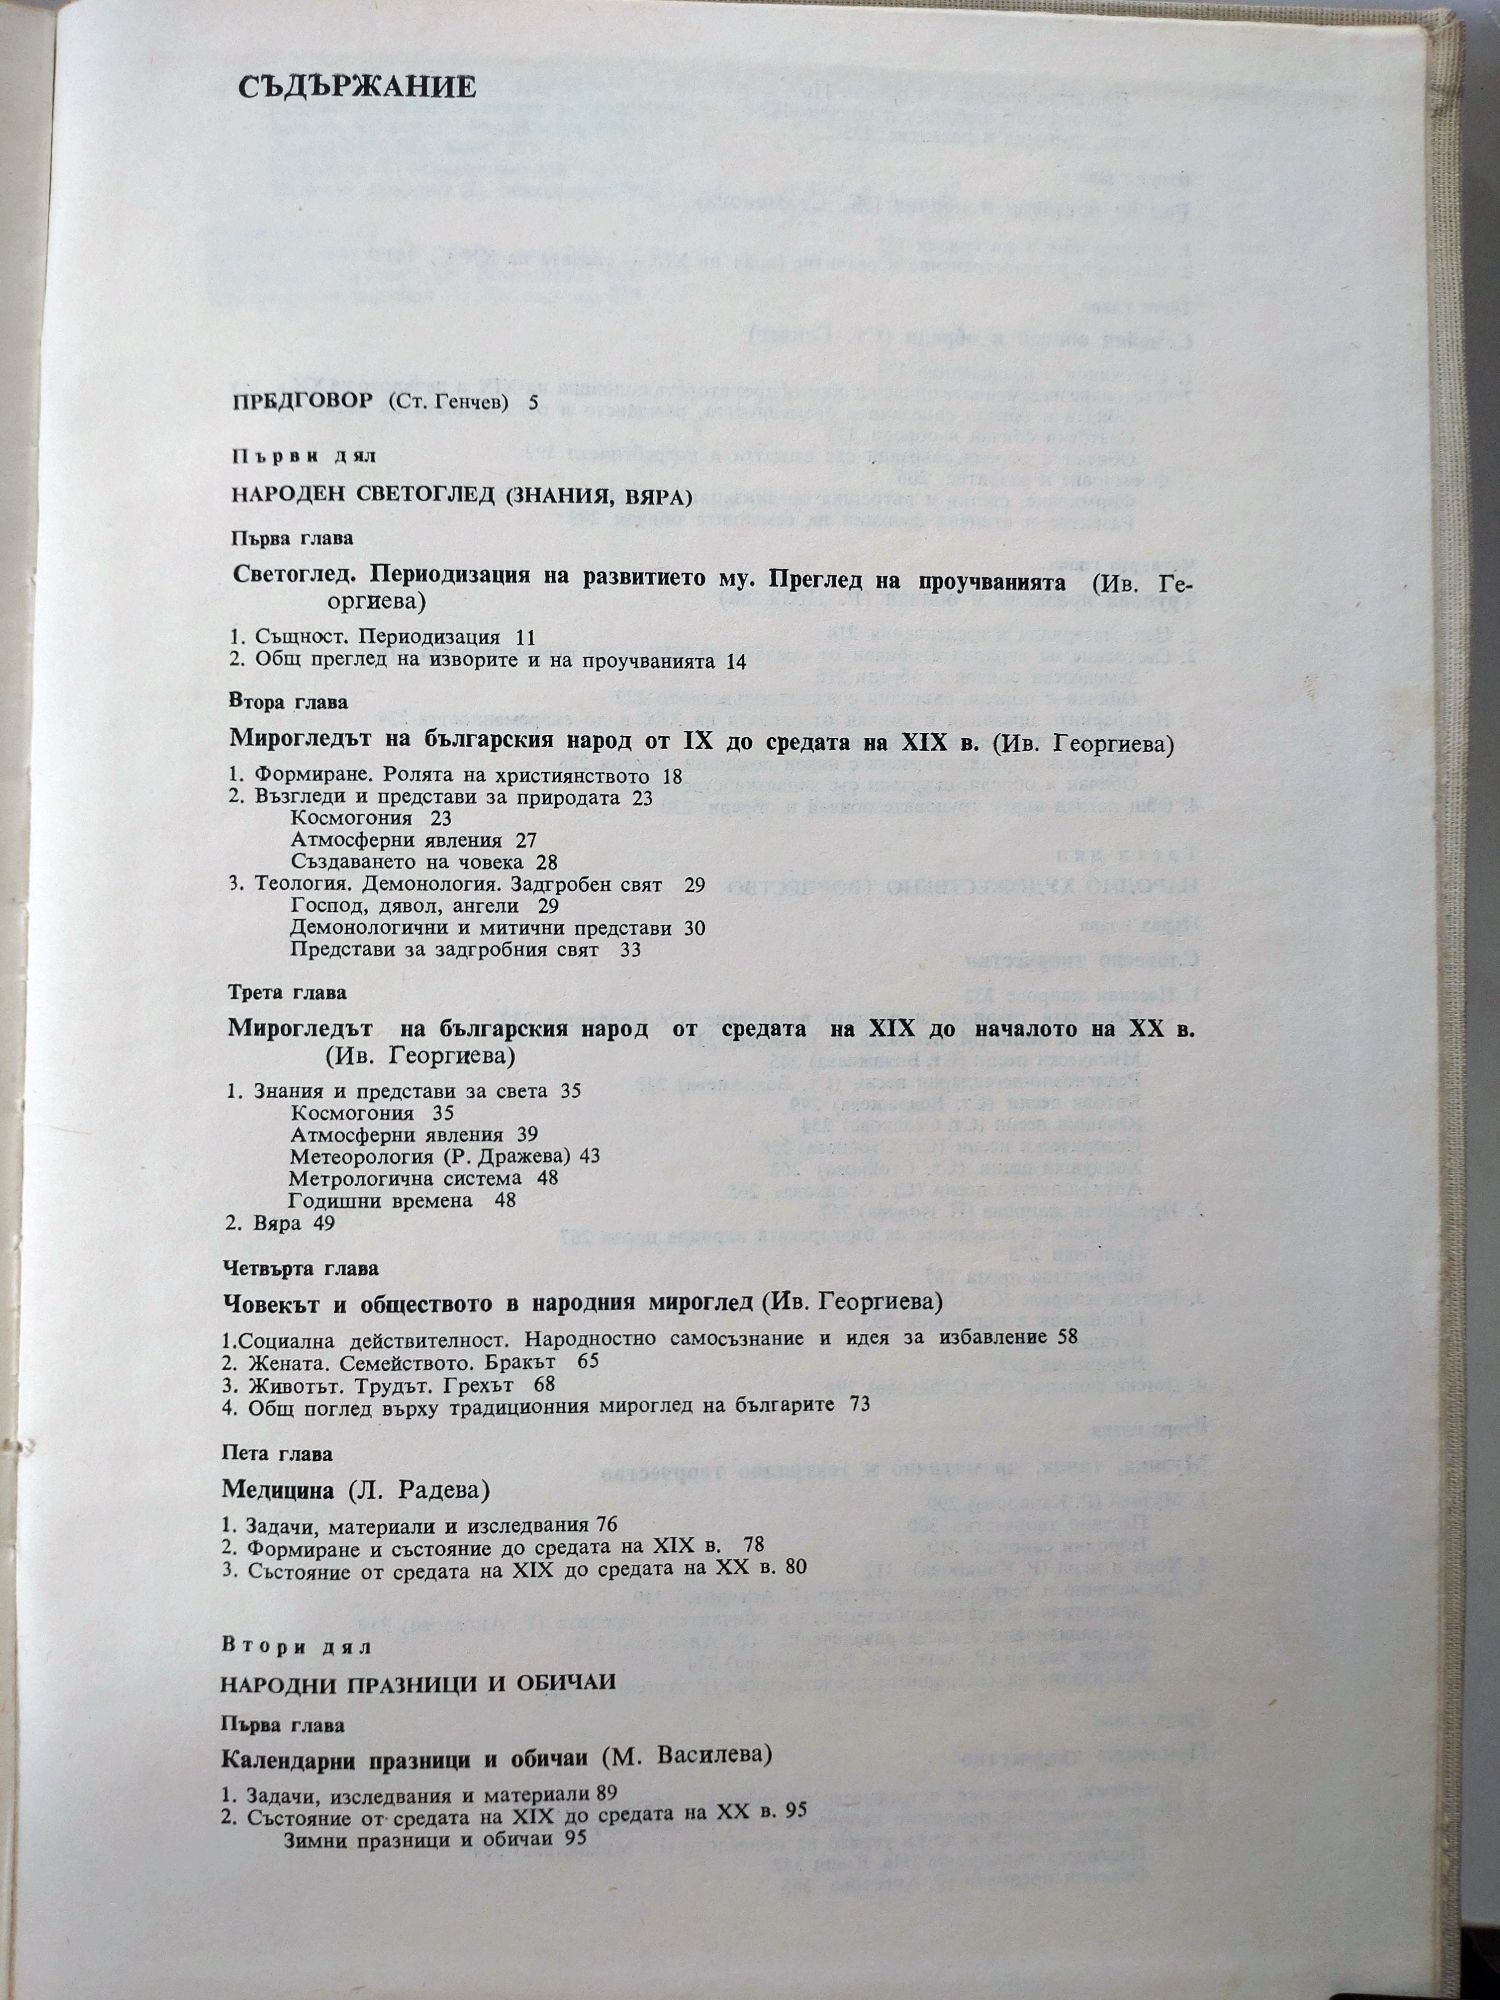 СЪДЪРЖАНИЕ
ПРЕДГОВОР (Ст. Генчев) 5
Първи дял
НАРОДЕН СВЕТОГЛЕД (ЗНАНИЯ, ВЯРА)
Първа глава
Светоглед. Периодизация на развитието му. Преглед на проучванията (Ив. Ге-
оргиева)
1. Същност. Периодизация 11
2. Общ преглед на изворите и на проучванията 14
Втора глава
Мирогледът на българския народ от IX до средата на XIX в. (Ив. Георгиева)
1. Формиране. Ролята на християнството 18
2. Възгледи и представи за природата 23
Космогония 23
Атмосферни явления 27
Създаването на човека 28
3. Теология. Демонология. Задгробен свят 29
Господ, дявол, ангели 29
Демонологични и митични представи 30
Представи за задгробния свят 33
Трета глава
Мирогледът на българския народ от средата на XIX до началото на XX в.
(Ив. Георгиева)
1. Знания и представи за света 35
Космогония 35
Атмосферни явления 39
Метеорология (Р. Дражева) 43
Метрологична система 48
Годишни времена 48
2. Вяра 49
Четвърта глава
Човекът и обществото в народния мироглед (Ив. Георгиева)
1.Социална действителност. Народностно самосъзнание и идея за избавление 58
2. Жената. Семейството. Бракът 65
3. Животът. Трудът. Грехът 68
4. Общ поглед върху традиционния мироглед на българите 73
Пета глава
Медицина (Л. Радева)
1. Задачи, материали и изследвания 76
2. Формиране и състояние до средата на XIX в. 78
3. Състояние от средата на XIX до средата на XX в. 80
Втори дял
НАРОДНИ ПРАЗНИЦИ И ОБИЧАИ
Първа глава
Календарни празници и обичаи (М. Василева)
1. Задачи, изследвания и материали 89
2. Състояние от средата на XIX до средата на XX в. 95
Зимни празници и обичаи 95